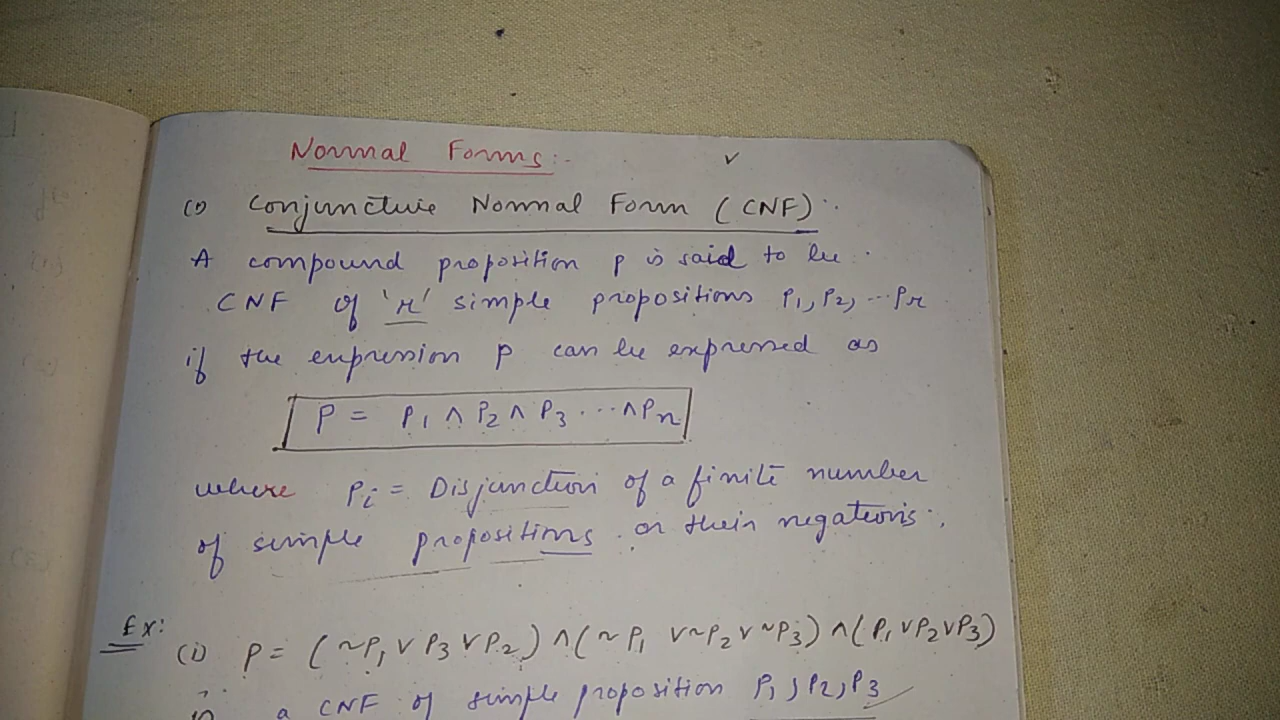 Normal Forms:-
(1) Conjunctive Normal Form (CNF):
A compound proposition p is said to be
CNF of 'r' simple propositions P1, P2, ... Pr
if the expression p can be expressed as
P = P1 ∧ P2 ∧ P3 ... ∧ Pn
where Pi = Disjunction of a finite number
of simple propositions or their negations.
Ex:
(i) P = (~P1 ∨ P3 ∨ P2) ∧ (~P1 ∨ ~P2 ∨ ~P3) ∧ (P1 ∨ P2 ∨ P3)
a CNF of simple proposition P1, P2, P3